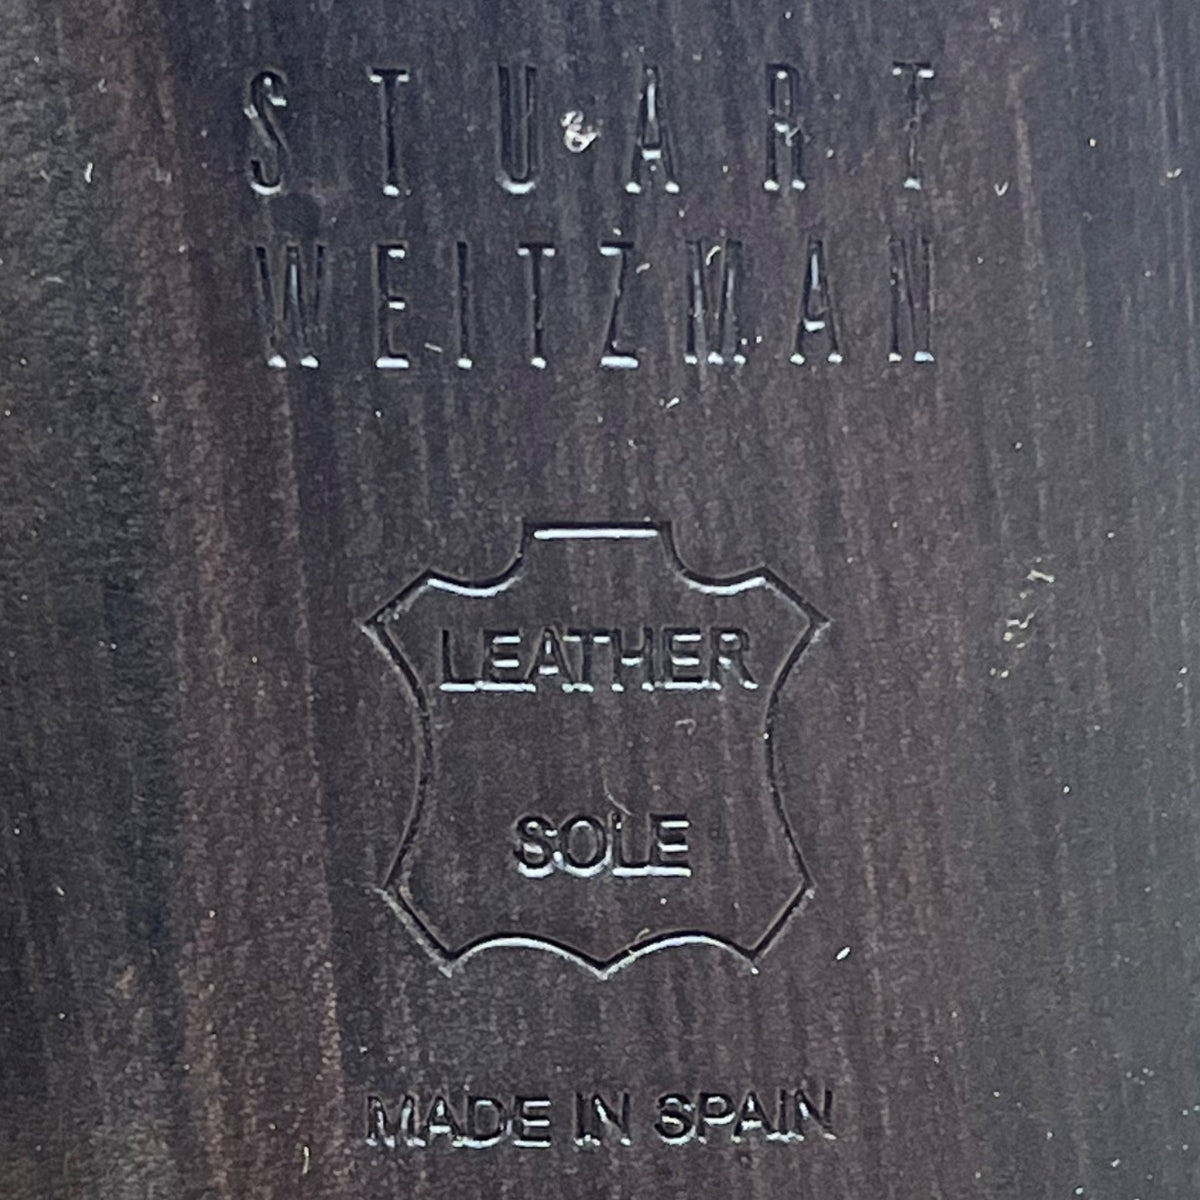 STUART
WEITZMAN
LEATHER
SOLE
MADE IN SPAIN